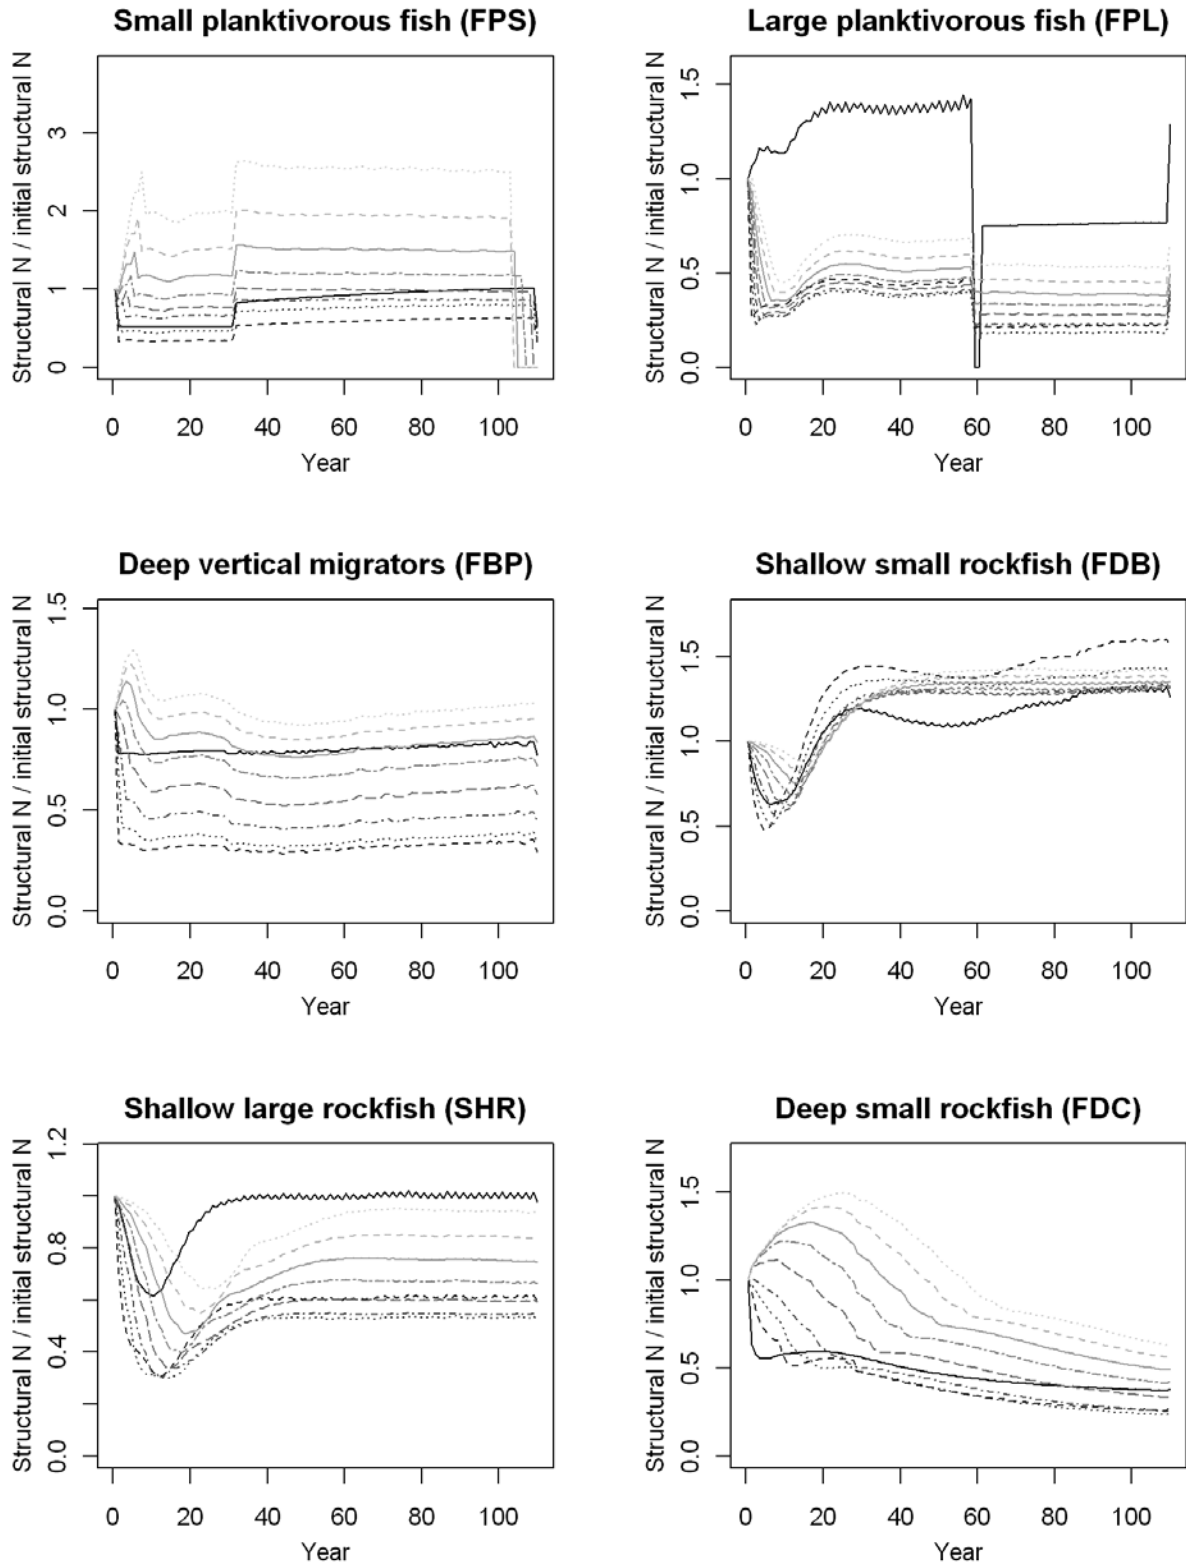 Small planktivorous fish (FPS)
Structural N / initial structural N
0 1 2 3
0 20 40 60 80 100
Year
Large planktivorous fish (FPL)
Structural N / initial structural N
0.0 0.5 1.0 1.5
0 20 40 60 80 100
Year
Deep vertical migrators (FBP)
Structural N / initial structural N
0.0 0.5 1.0 1.5
0 20 40 60 80 100
Year
Shallow small rockfish (FDB)
Structural N / initial structural N
0.0 0.5 1.0 1.5
0 20 40 60 80 100
Year
Shallow large rockfish (SHR)
Structural N / initial structural N
0.0 0.4 0.8 1.2
0 20 40 60 80 100
Year
Deep small rockfish (FDC)
Structural N / initial structural N
0.0 0.5 1.0 1.5
0 20 40 60 80 100
Year